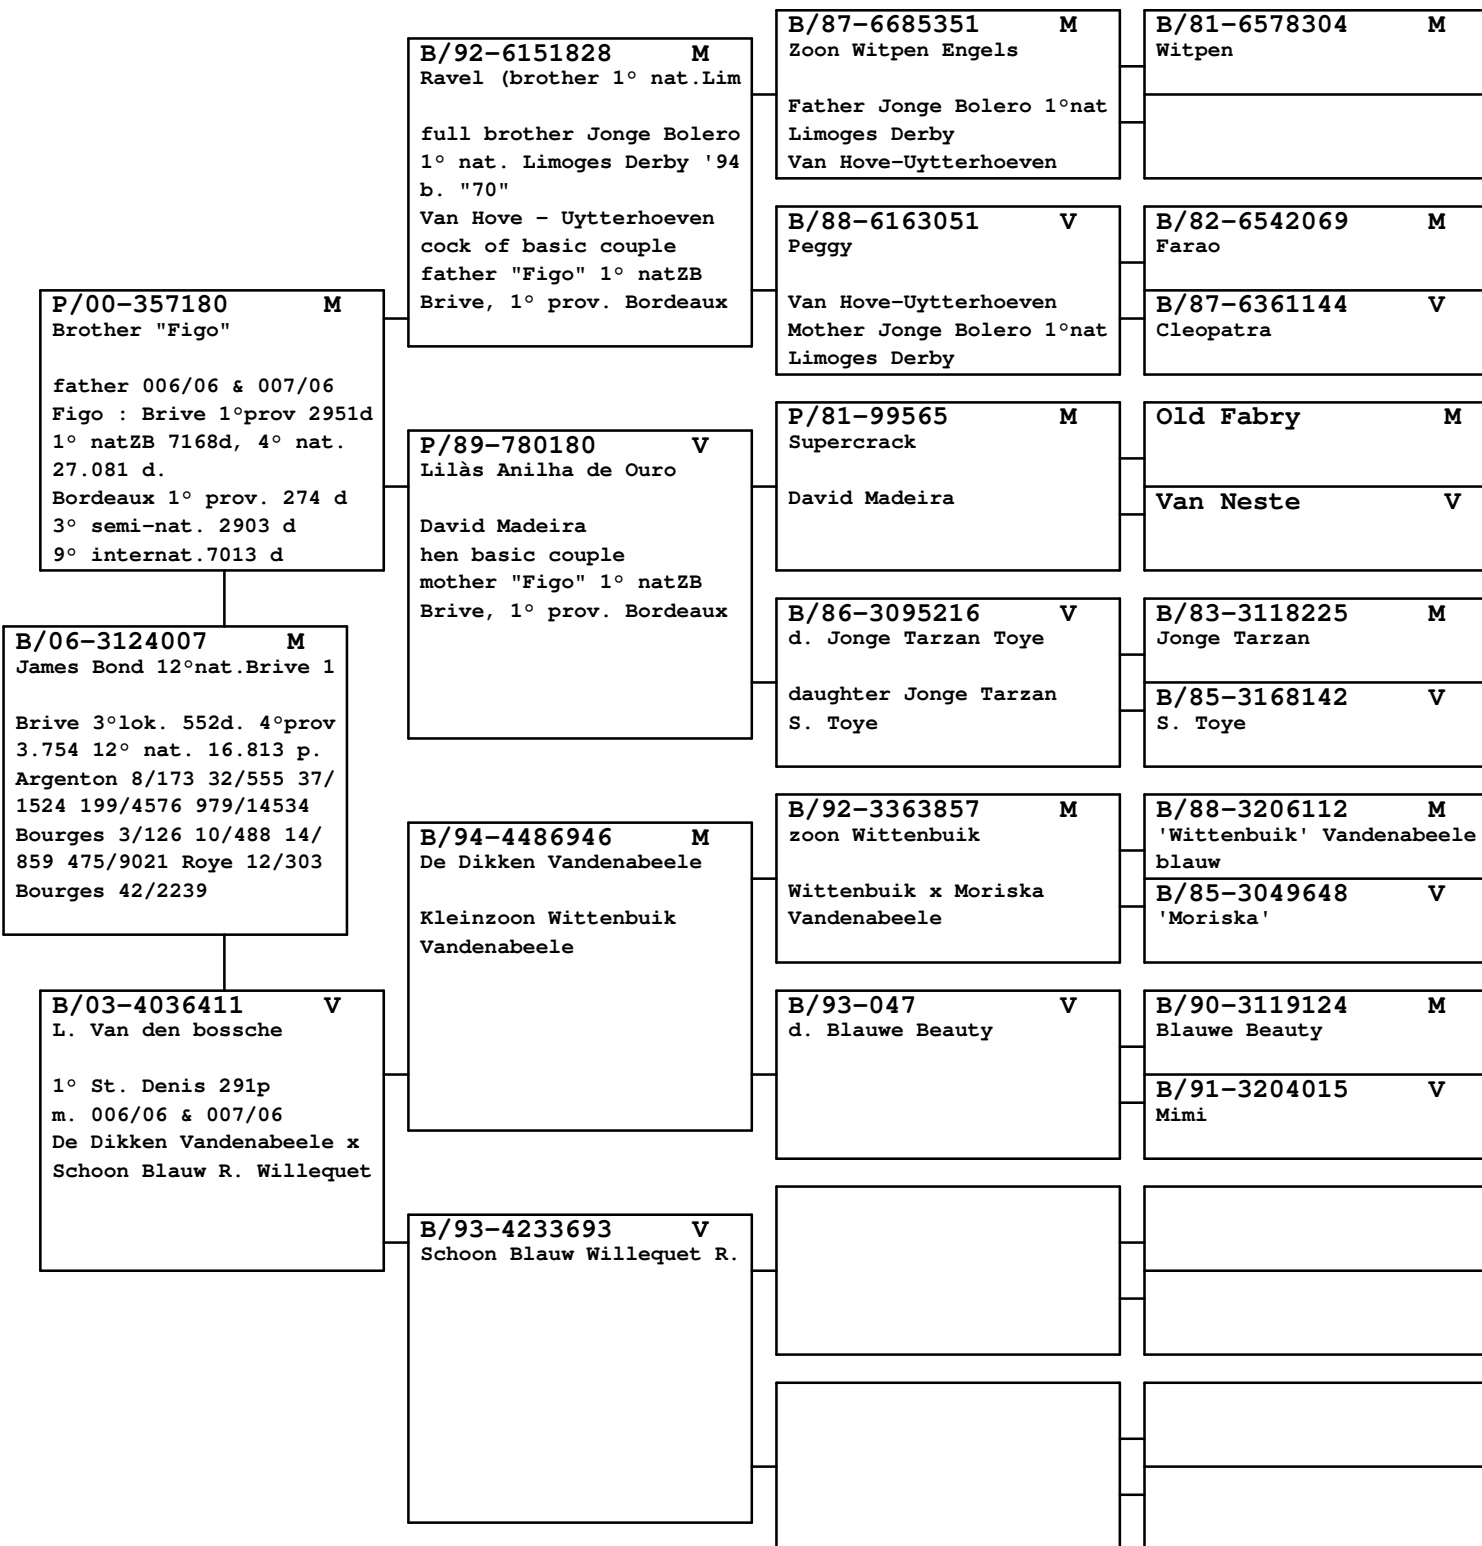 B/06-3124007 M
James Bond 12°nat.Brive 1
Brive 3°lok. 552d. 4°prov
3.754 12° nat. 16.813 p.
Argenton 8/173 32/555 37/
1524 199/4576 979/14534
Bourges 3/126 10/488 14/
859 475/9021 Roye 12/303
Bourges 42/2239
P/00-357180 M
Brother "Figo"
father 006/06 & 007/06
Figo : Brive 1°prov 2951d
1° natZB 7168d, 4° nat.
27.081 d.
Bordeaux 1° prov. 274 d
3° semi-nat. 2903 d
9° internat.7013 d
B/03-4036411 V
L. Van den bossche
1° St. Denis 291p
m. 006/06 & 007/06
De Dikken Vandenabeele x
Schoon Blauw R. Willequet
B/92-6151828 M
Ravel (brother 1° nat.Lim
full brother Jonge Bolero
1° nat. Limoges Derby '94
b. "70"
Van Hove - Uytterhoeven
cock of basic couple
father "Figo" 1° natZB
Brive, 1° prov. Bordeaux
P/89-780180 V
Lilàs Anilha de Ouro
David Madeira
hen basic couple
mother "Figo" 1° natZB
Brive, 1° prov. Bordeaux
B/94-4486946 M
De Dikken Vandenabeele
Kleinzoon Wittenbuik
Vandenabeele
B/93-4233693 V
Schoon Blauw Willequet R.
B/87-6685351 M
Zoon Witpen Engels
Father Jonge Bolero 1°nat
Limoges Derby
Van Hove-Uytterhoeven
B/88-6163051 V
Peggy
Van Hove-Uytterhoeven
Mother Jonge Bolero 1°nat
Limoges Derby
P/81-99565 M
Supercrack
David Madeira
B/86-3095216 V
d. Jonge Tarzan Toye
daughter Jonge Tarzan
S. Toye
B/92-3363857 M
zoon Wittenbuik
Wittenbuik x Moriska
Vandenabeele
B/93-047 V
d. Blauwe Beauty
B/81-6578304 M
Witpen
B/82-6542069 M
Farao
B/87-6361144 V
Cleopatra
Old Fabry M
Van Neste V
B/83-3118225 M
Jonge Tarzan
B/85-3168142 V
S. Toye
B/88-3206112 M
'Wittenbuik' Vandenabeele
blauw
B/85-3049648 V
'Moriska'
B/90-3119124 M
Blauwe Beauty
B/91-3204015 V
Mimi